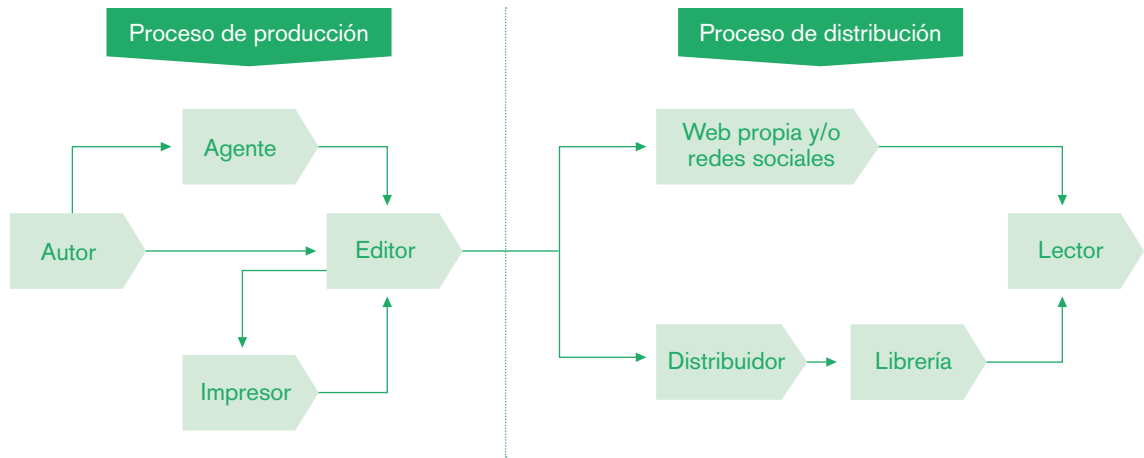 Proceso de producción
Proceso de distribución
Agente
Web propia y/o
redes sociales
Autor
Editor
Lector
Impresor
Distribuidor
Librería